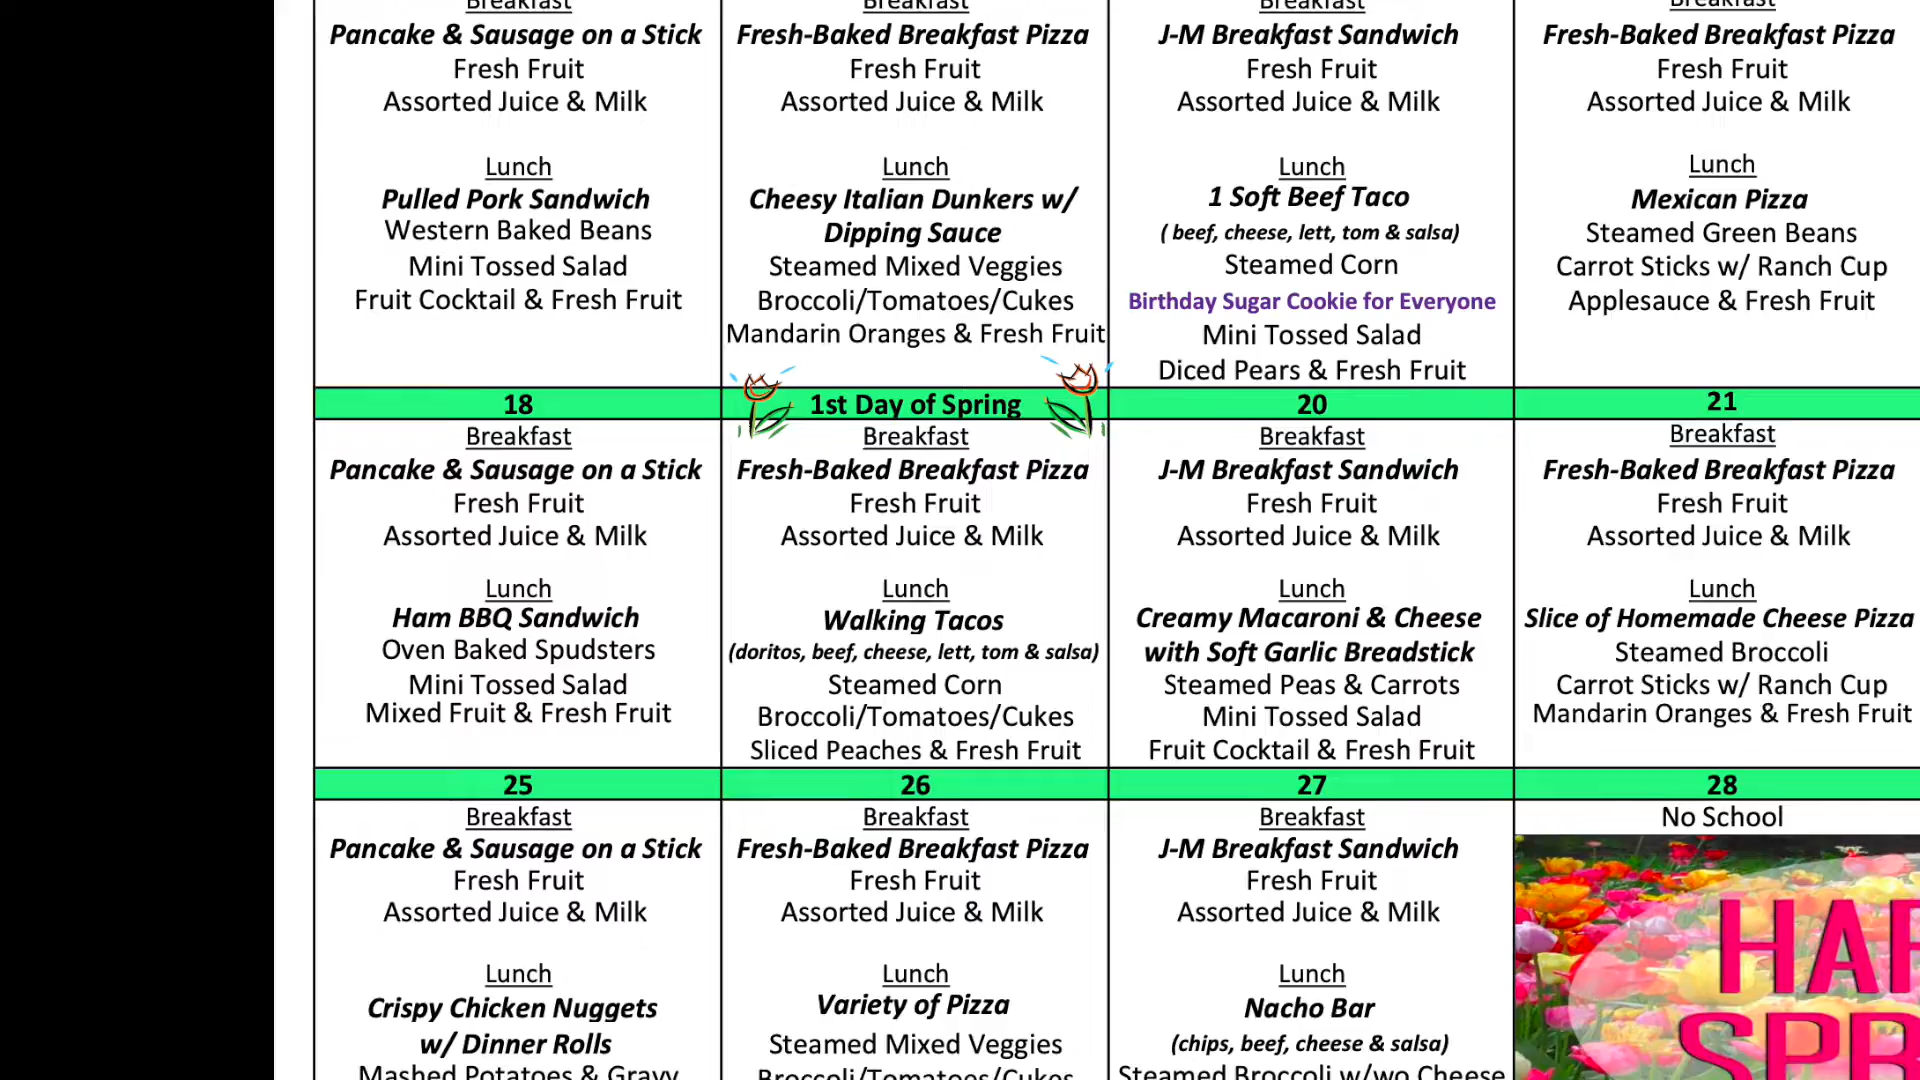 Breakfast
Pancake & Sausage on a Stick
Fresh Fruit
Assorted Juice & Milk
Lunch
Pulled Pork Sandwich
Western Baked Beans
Mini Tossed Salad
Fruit Cocktail & Fresh Fruit
Breakfast
Fresh-Baked Breakfast Pizza
Fresh Fruit
Assorted Juice & Milk
Lunch
Cheesy Italian Dunkers w/
Dipping Sauce
Steamed Mixed Veggies
Broccoli/Tomatoes/Cukes
Mandarin Oranges & Fresh Fruit
Breakfast
J-M Breakfast Sandwich
Fresh Fruit
Assorted Juice & Milk
Lunch
1 Soft Beef Taco
( beef, cheese, lett, tom & salsa)
Steamed Corn
Birthday Sugar Cookie for Everyone
Mini Tossed Salad
Diced Pears & Fresh Fruit
Breakfast
Fresh-Baked Breakfast Pizza
Fresh Fruit
Assorted Juice & Milk
Lunch
Mexican Pizza
Steamed Green Beans
Carrot Sticks w/ Ranch Cup
Applesauce & Fresh Fruit
18
Breakfast
Pancake & Sausage on a Stick
Fresh Fruit
Assorted Juice & Milk
Lunch
Ham BBQ Sandwich
Oven Baked Spudsters
Mini Tossed Salad
Mixed Fruit & Fresh Fruit
1st Day of Spring
Breakfast
Fresh-Baked Breakfast Pizza
Fresh Fruit
Assorted Juice & Milk
Lunch
Walking Tacos
(doritos, beef, cheese, lett, tom & salsa)
Steamed Corn
Broccoli/Tomatoes/Cukes
Sliced Peaches & Fresh Fruit
20
Breakfast
J-M Breakfast Sandwich
Fresh Fruit
Assorted Juice & Milk
Lunch
Creamy Macaroni & Cheese
with Soft Garlic Breadstick
Steamed Peas & Carrots
Mini Tossed Salad
Fruit Cocktail & Fresh Fruit
21
Breakfast
Fresh-Baked Breakfast Pizza
Fresh Fruit
Assorted Juice & Milk
Lunch
Slice of Homemade Cheese Pizza
Steamed Broccoli
Carrot Sticks w/ Ranch Cup
Mandarin Oranges & Fresh Fruit
25
Breakfast
Pancake & Sausage on a Stick
Fresh Fruit
Assorted Juice & Milk
Lunch
Crispy Chicken Nuggets
w/ Dinner Rolls
Mashed Potatoes & Gravy
26
Breakfast
Fresh-Baked Breakfast Pizza
Fresh Fruit
Assorted Juice & Milk
Lunch
Variety of Pizza
Steamed Mixed Veggies
Broccoli/Tomatoes/Cukes
27
Breakfast
J-M Breakfast Sandwich
Fresh Fruit
Assorted Juice & Milk
Lunch
Nacho Bar
(chips, beef, cheese & salsa)
Steamed Broccoli w/wo Cheese
28
No School